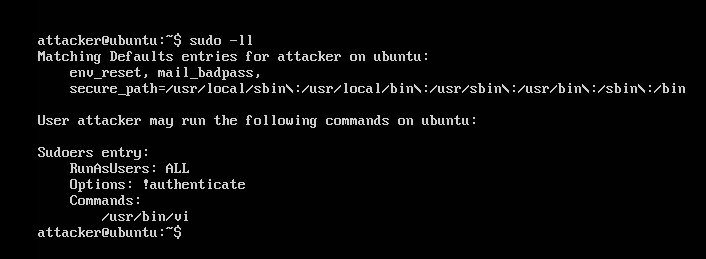 attacker@ubuntu:~$ sudo -ll
Matching Defaults entries for attacker on ubuntu:
    env_reset, mail_badpass,
    secure_path=/usr/local/sbin\:/usr/local/bin\:/usr/sbin\:/usr/bin\:/sbin\:/bin

User attacker may run the following commands on ubuntu:

Sudoers entry:
    RunAsUsers: ALL
    Options: !authenticate
    Commands:
        /usr/bin/vi
attacker@ubuntu:~$